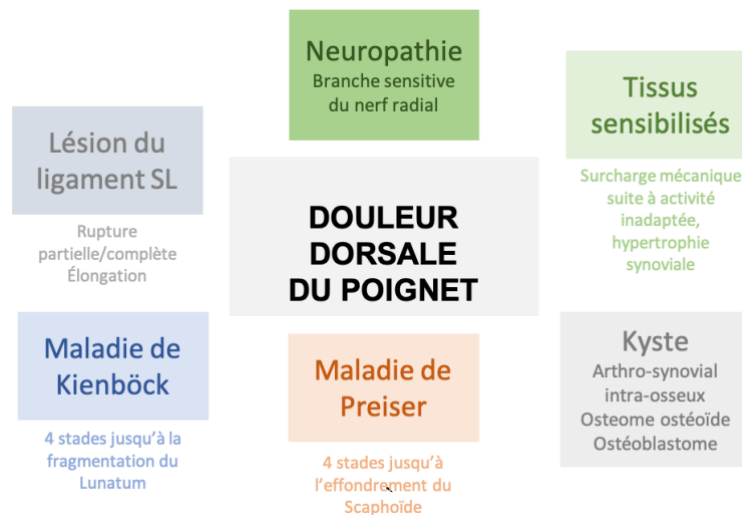 Neuropathie
Branche sensitive
du nerf radial
Tissus
sensibilisés
Surcharge mécanique
suite à activité
inadaptée,
hypertrophie
synoviale
Lésion du
ligament SL
Rupture
partielle/complète
Élongation
DOULEUR
DORSALE
DU POIGNET
Maladie de
Kienböck
4 stades jusqu'à la
fragmentation du
Lunatum
Maladie de
Preiser
4 stades jusqu'à
l'effondrement du
Scaphoïde
Kyste
Arthro-synovial
intra-osseux
Osteome ostéoïde
Ostéoblastome